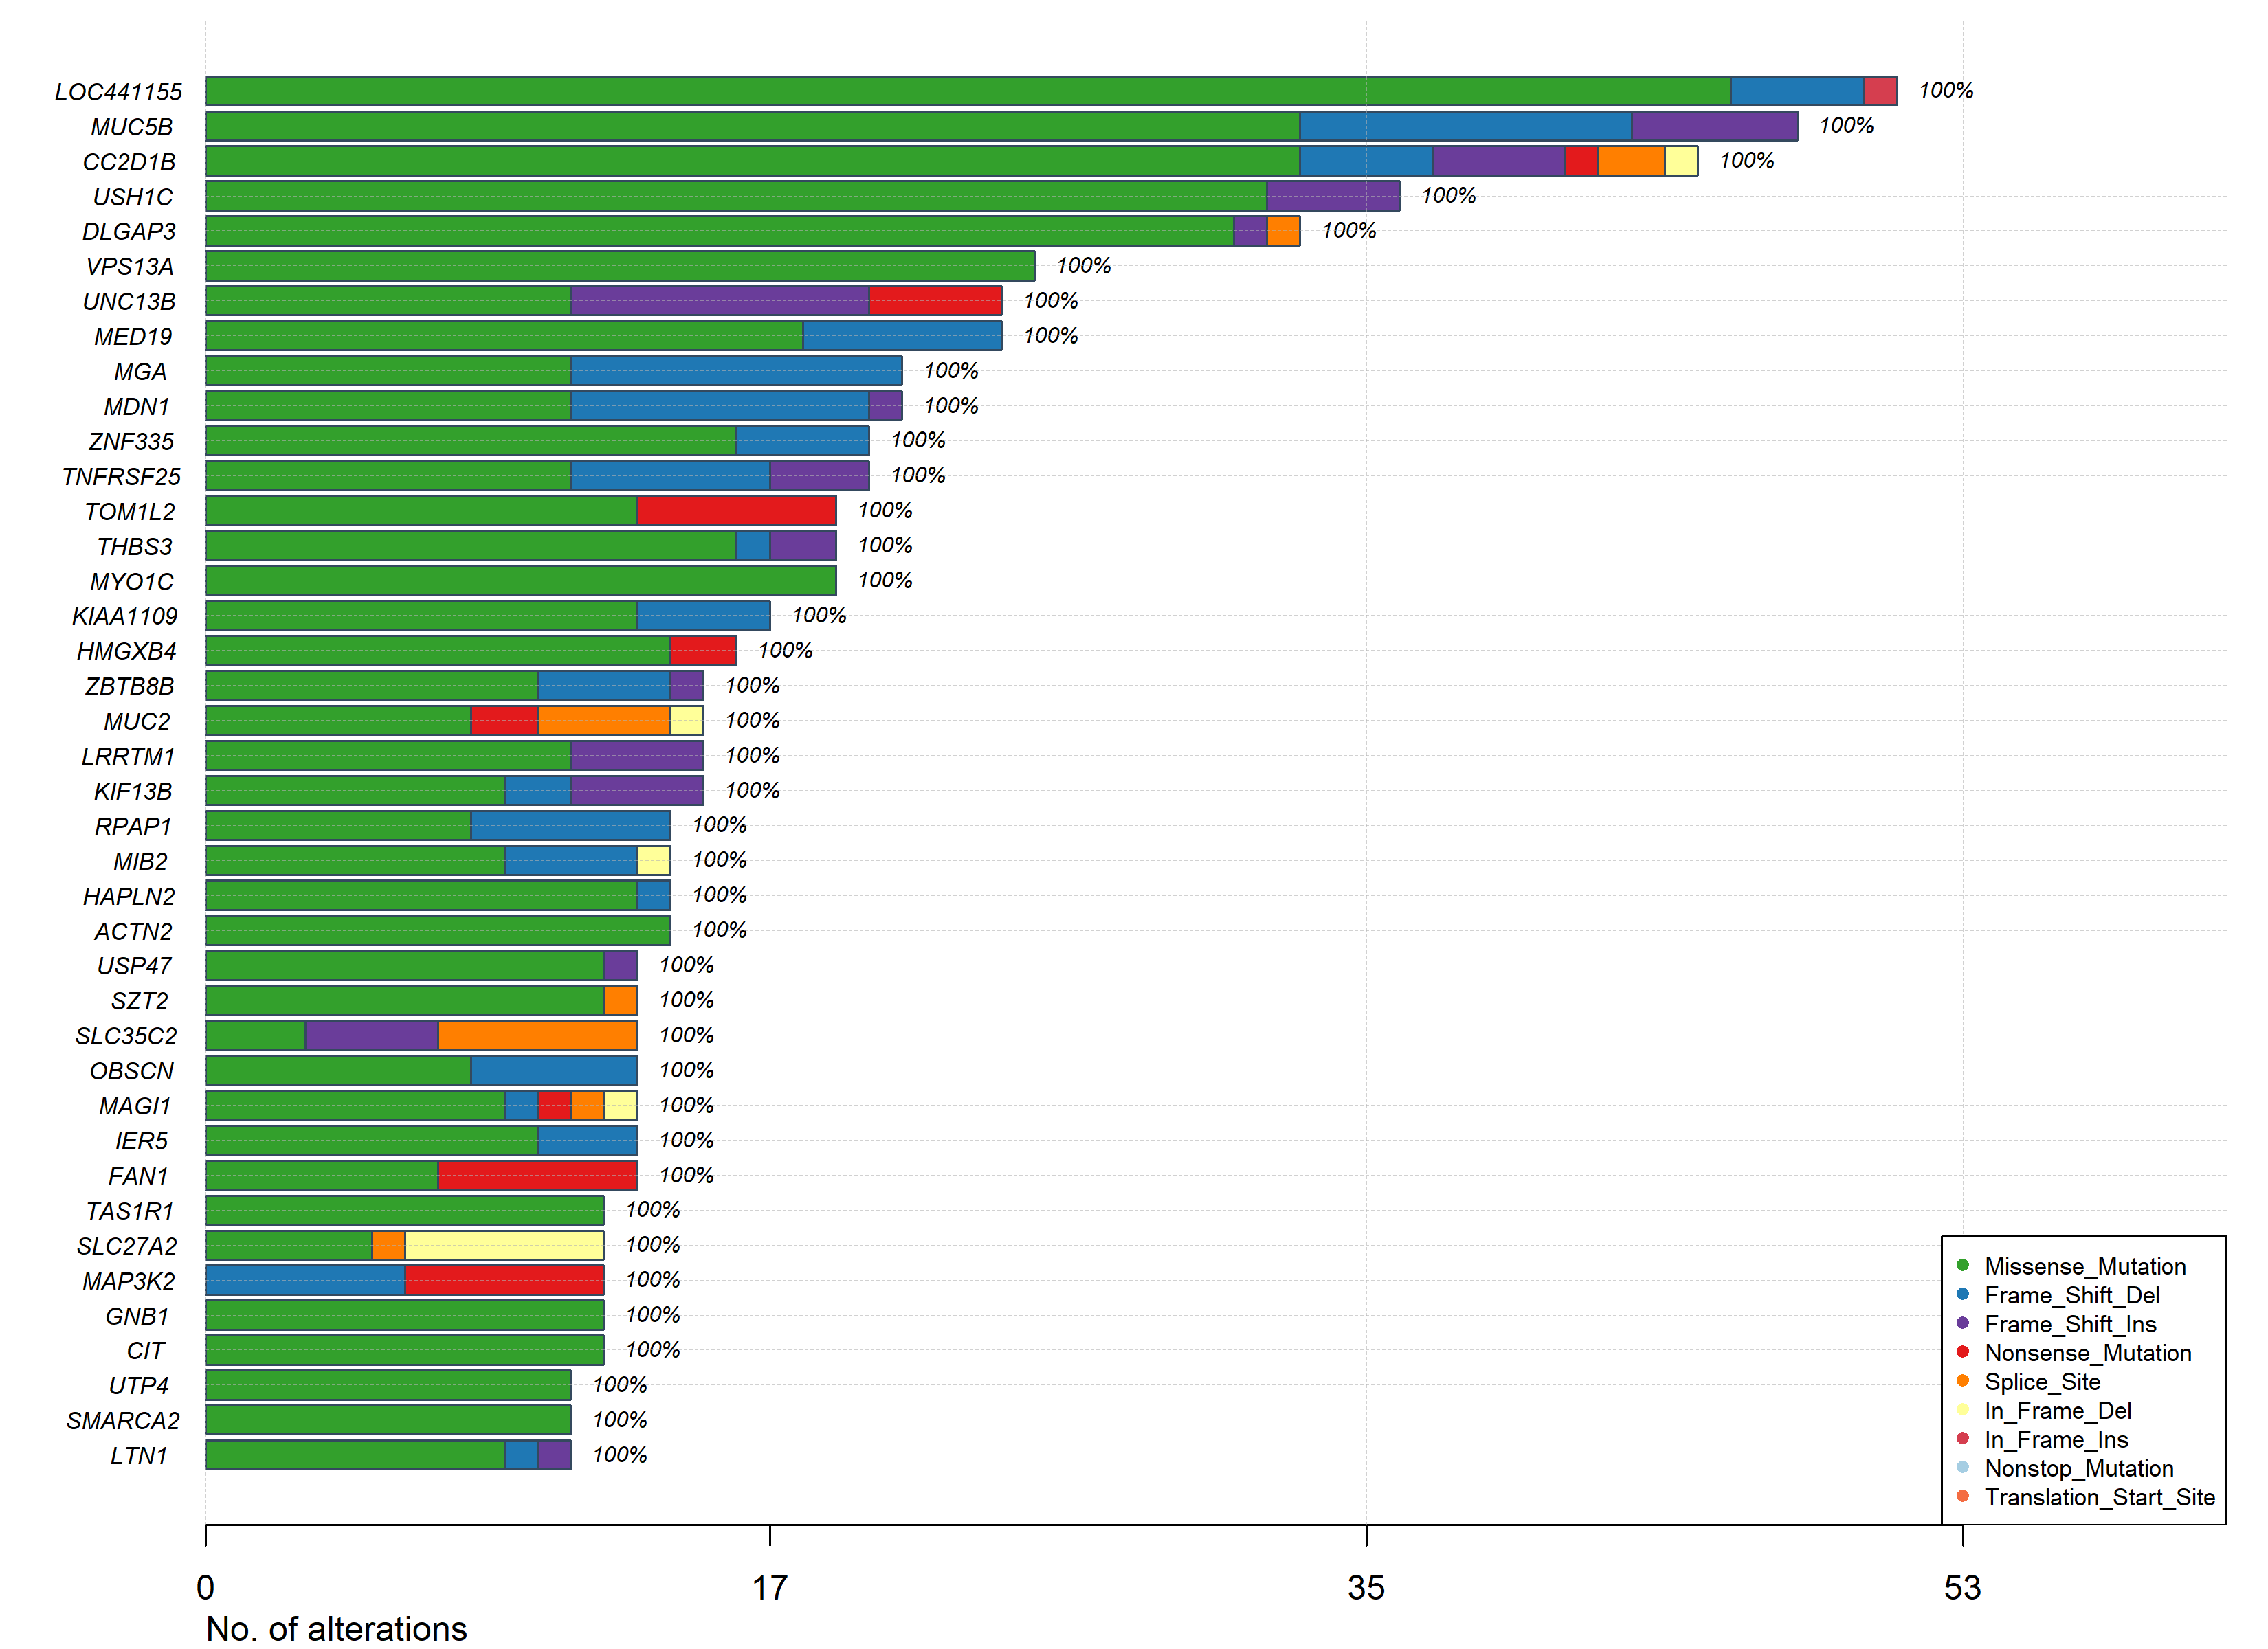 LOC441155 100%
MUC5B 100%
CC2D1B 100%
USH1C 100%
DLGAP3 100%
VPS13A 100%
UNC13B 100%
MED19 100%
MGA 100%
MDN1 100%
ZNF335 100%
TNFRSF25 100%
TOM1L2 100%
THBS3 100%
MYO1C 100%
KIAA1109 100%
HMGXB4 100%
ZBTB8B 100%
MUC2 100%
LRRTM1 100%
KIF13B 100%
RPAP1 100%
MIB2 100%
HAPLN2 100%
ACTN2 100%
USP47 100%
SZT2 100%
SLC35C2 100%
OBSCN 100%
MAGI1 100%
IER5 100%
FAN1 100%
TAS1R1 100%
SLC27A2 100%
MAP3K2 100%
GNB1 100%
CIT 100%
UTP4 100%
SMARCA2 100%
LTN1 100%
Missense_Mutation
Frame_Shift_Del
Frame_Shift_Ins
Nonsense_Mutation
Splice_Site
In_Frame_Del
In_Frame_Ins
Nonstop_Mutation
Translation_Start_Site
0 17 35 53
No. of alterations